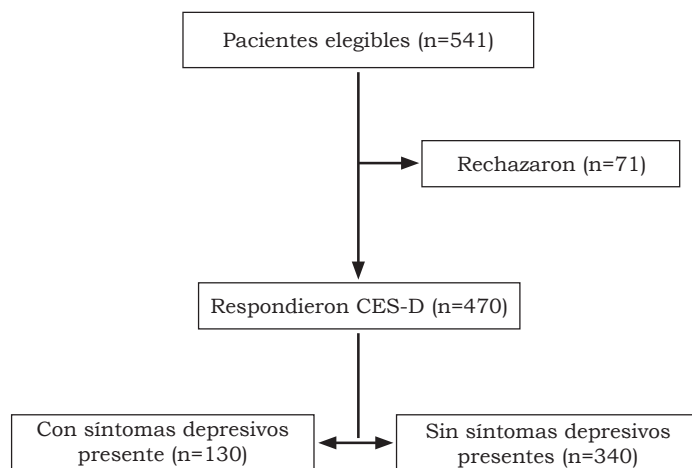 Pacientes elegibles (n=541)
Rechazaron (n=71)
Respondieron CES-D (n=470)
Con síntomas depresivos
presente (n=130)
Sin síntomas depresivos
presentes (n=340)